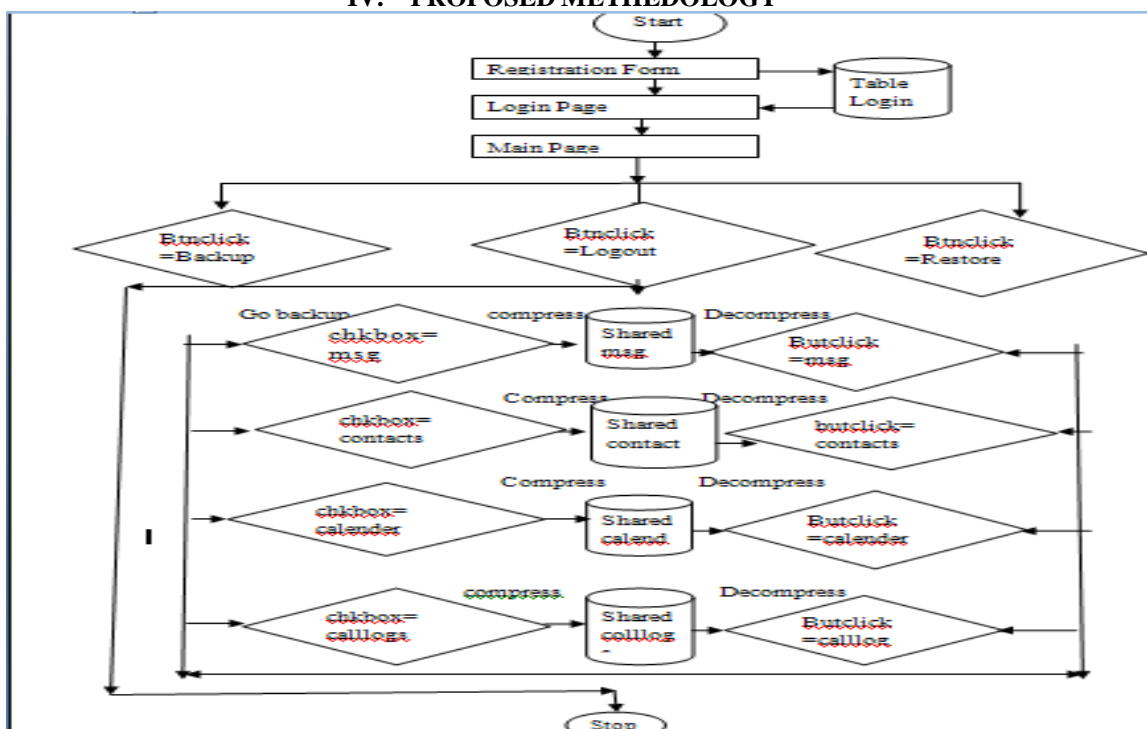 IV. PROPOSED METHEDOLOGY
Start
Registration Form
Table
Login
Login Page
Main Page
Btnclick
=Backup
Btnclick
=Logout
Btnclick
=Restore
Go backup
compress
Decompress
chkbox=
msg
Shared
msg
Butclick
=msg
Compress
Decompress
chkbox=
contacts
Shared
contact
butclick=
contacts
Compress
Decompress
chkbox=
calender
Shared
calend
Butclick
=calender
compress
Decompress
chkbox=
calllogs
Shared
colllog
Butclick
=calllog
Stop